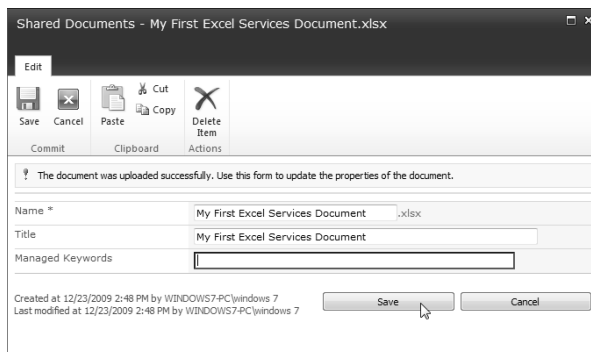 Shared Documents - My First Excel Services Document.xlsx
Edit
Save
Cancel
Paste
Cut
Copy
Delete Item
Commit
Clipboard
Actions
The document was uploaded successfully. Use this form to update the properties of the document.
Name * My First Excel Services Document .xlsx
Title My First Excel Services Document
Managed Keywords
Created at 12/23/2009 2:48 PM by WINDOWS7-PC\windows 7
Last modified at 12/23/2009 2:48 PM by WINDOWS7-PC\windows 7
Save Cancel